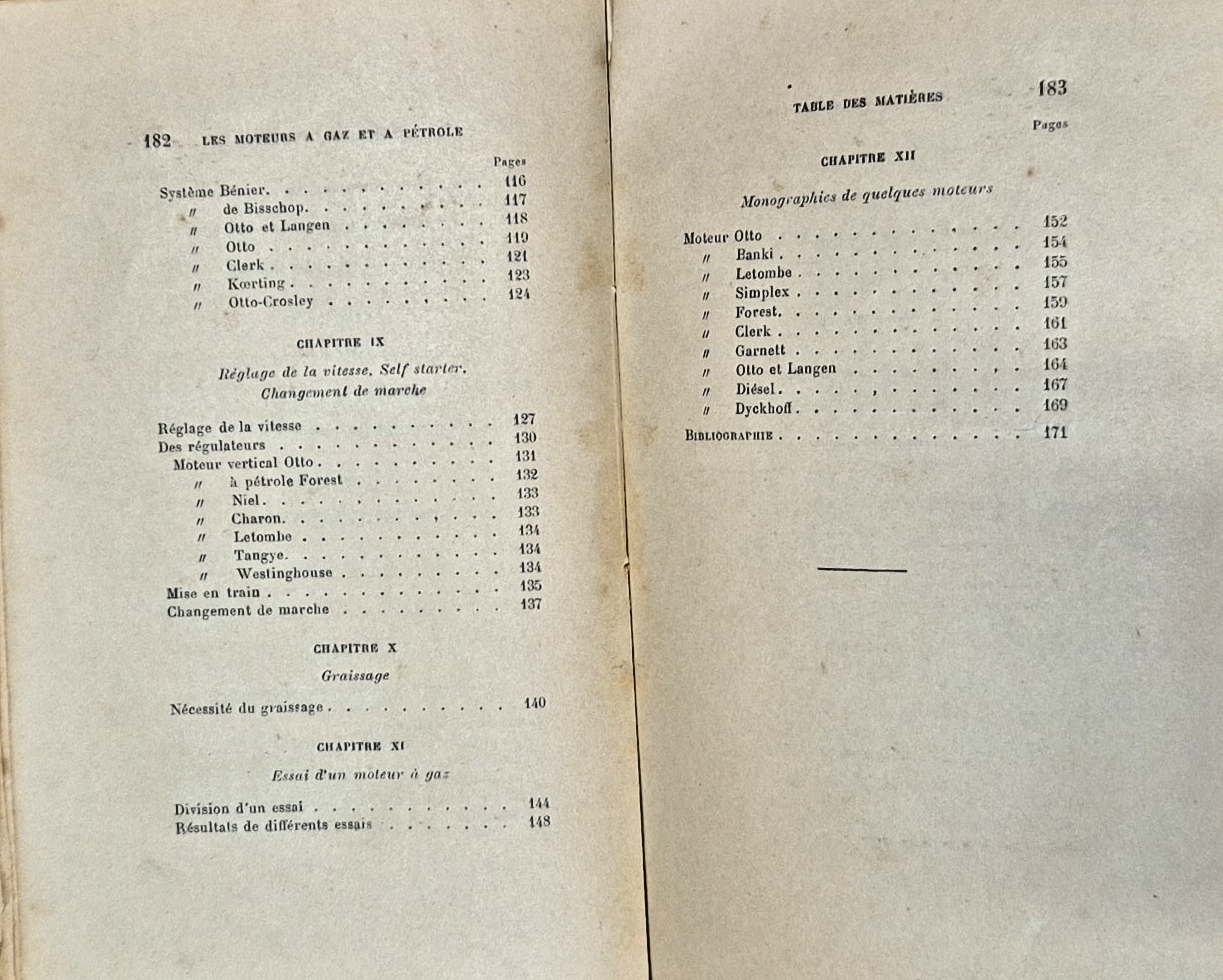 182 LES MOTEURS A GAZ ET A PÉTROLE
Pages
Système Bénier. . . . . . . . . . . . 116
〃 de Bisschop. . . . . . . . . . 117
〃 Otto et Langen . . . . . . . . . 118
〃 Otto . . . . . . . . . . . . 119
〃 Clerk . . . . . . . . . . . . 121
〃 Kœrting . . . . . . . . . . . 123
〃 Otto-Crosley . . . . . . . . . 124
CHAPITRE IX
Réglage de la vitesse. Self starter.
Changement de marche
Réglage de la vitesse . . . . . . . . . . 127
Des régulateurs . . . . . . . . . . . . 130
Moteur vertical Otto . . . . . . . . . . 131
〃 à pétrole Forest . . . . . . . . 132
〃 Niel. . . . . . . . . . . . 133
〃 Charon. . . . . . . . . . . 133
〃 Letombe . . . . . . . . . . 134
〃 Tangye. . . . . . . . . . . 134
〃 Westinghouse . . . . . . . . . 134
Mise en train . . . . . . . . . . . . 135
Changement de marche . . . . . . . . . 137
CHAPITRE X
Graissage
Nécessité du graissage . . . . . . . . . . 140
CHAPITRE XI
Essai d'un moteur à gaz
Division d'un essai . . . . . . . . . . . 144
Résultats de différents essais . . . . . . . 148
TABLE DES MATIÈRES 183
Pages
CHAPITRE XII
Monographies de quelques moteurs
Moteur Otto . . . . . . . . . . . . . 152
〃 Banki . . . . . . . . . . . . . 154
〃 Letombe . . . . . . . . . . . . 155
〃 Simplex . . . . . . . . . . . . 157
〃 Forest. . . . . . . . . . . . . 159
〃 Clerk . . . . . . . . . . . . . 161
〃 Garnett . . . . . . . . . . . . 163
〃 Otto et Langen . . . . . . . . . 164
〃 Diésel. . . . . . . . . . . . . 167
〃 Dyckhoff . . . . . . . . . . . . 169
BIBLIOGRAPHIE . . . . . . . . . . . . . 171